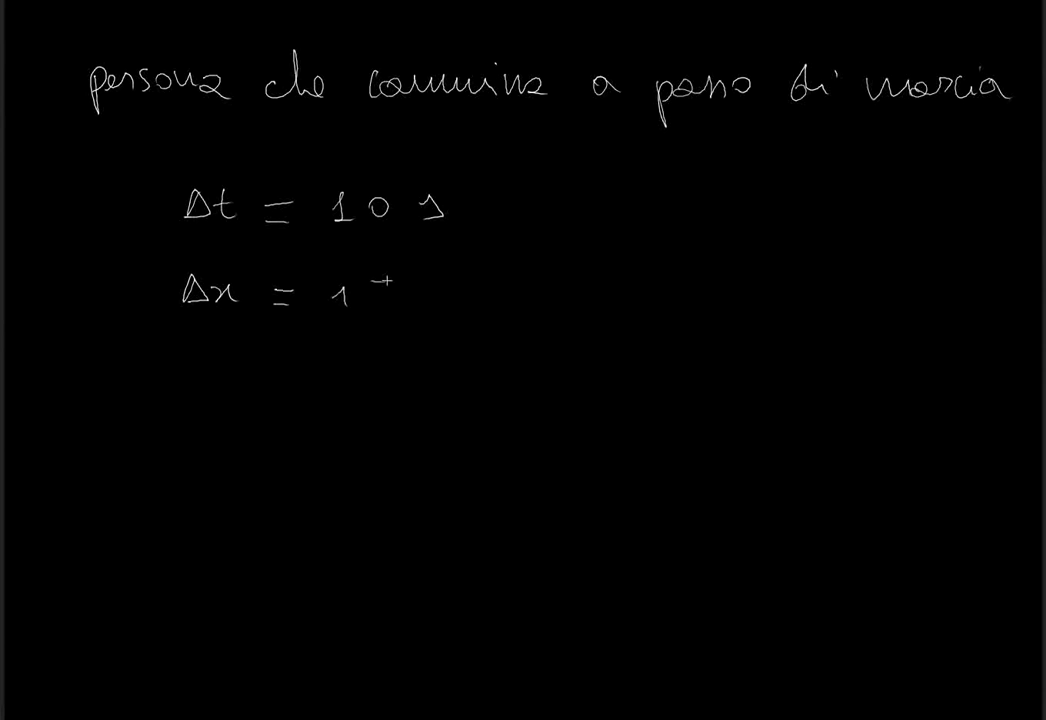 persona che cammina a passo di marcia
Δt = 10 s
Δx = 1